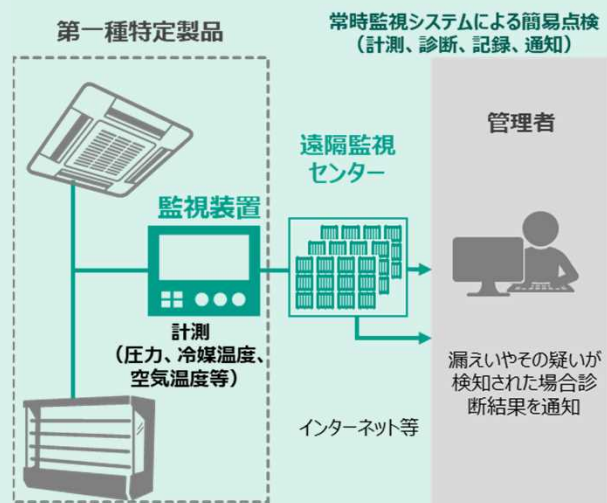 第一種特定製品
常時監視システムによる簡易点検
（計測、診断、記録、通知）
管理者
遠隔監視
センター
監視装置
計測
（圧力、冷媒温度、
空気温度等）
漏えいやその疑いが
検知された場合診
断結果を通知
インターネット等